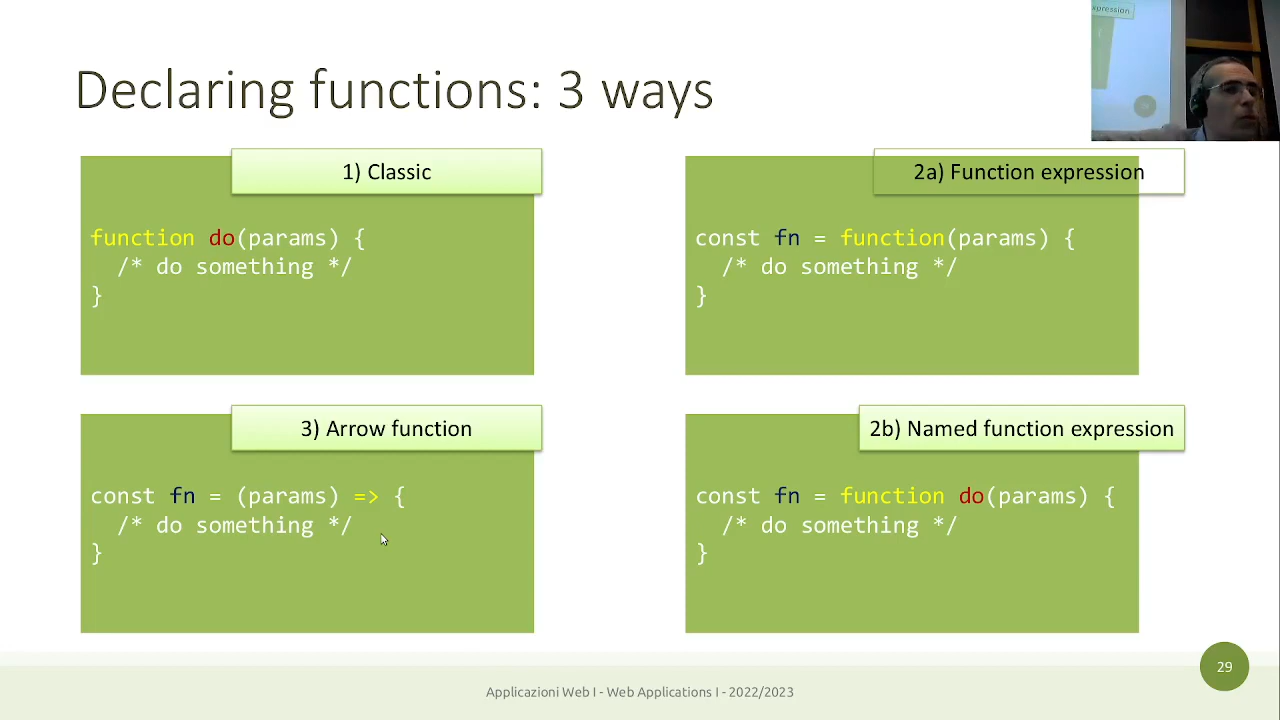 Declaring functions: 3 ways
1) Classic
function do(params) {
  /* do something */
}
2a) Function expression
const fn = function(params) {
  /* do something */
}
3) Arrow function
const fn = (params) => {
  /* do something */
}
2b) Named function expression
const fn = function do(params) {
  /* do something */
}
29
Applicazioni Web I - Web Applications I - 2022/2023
xpression